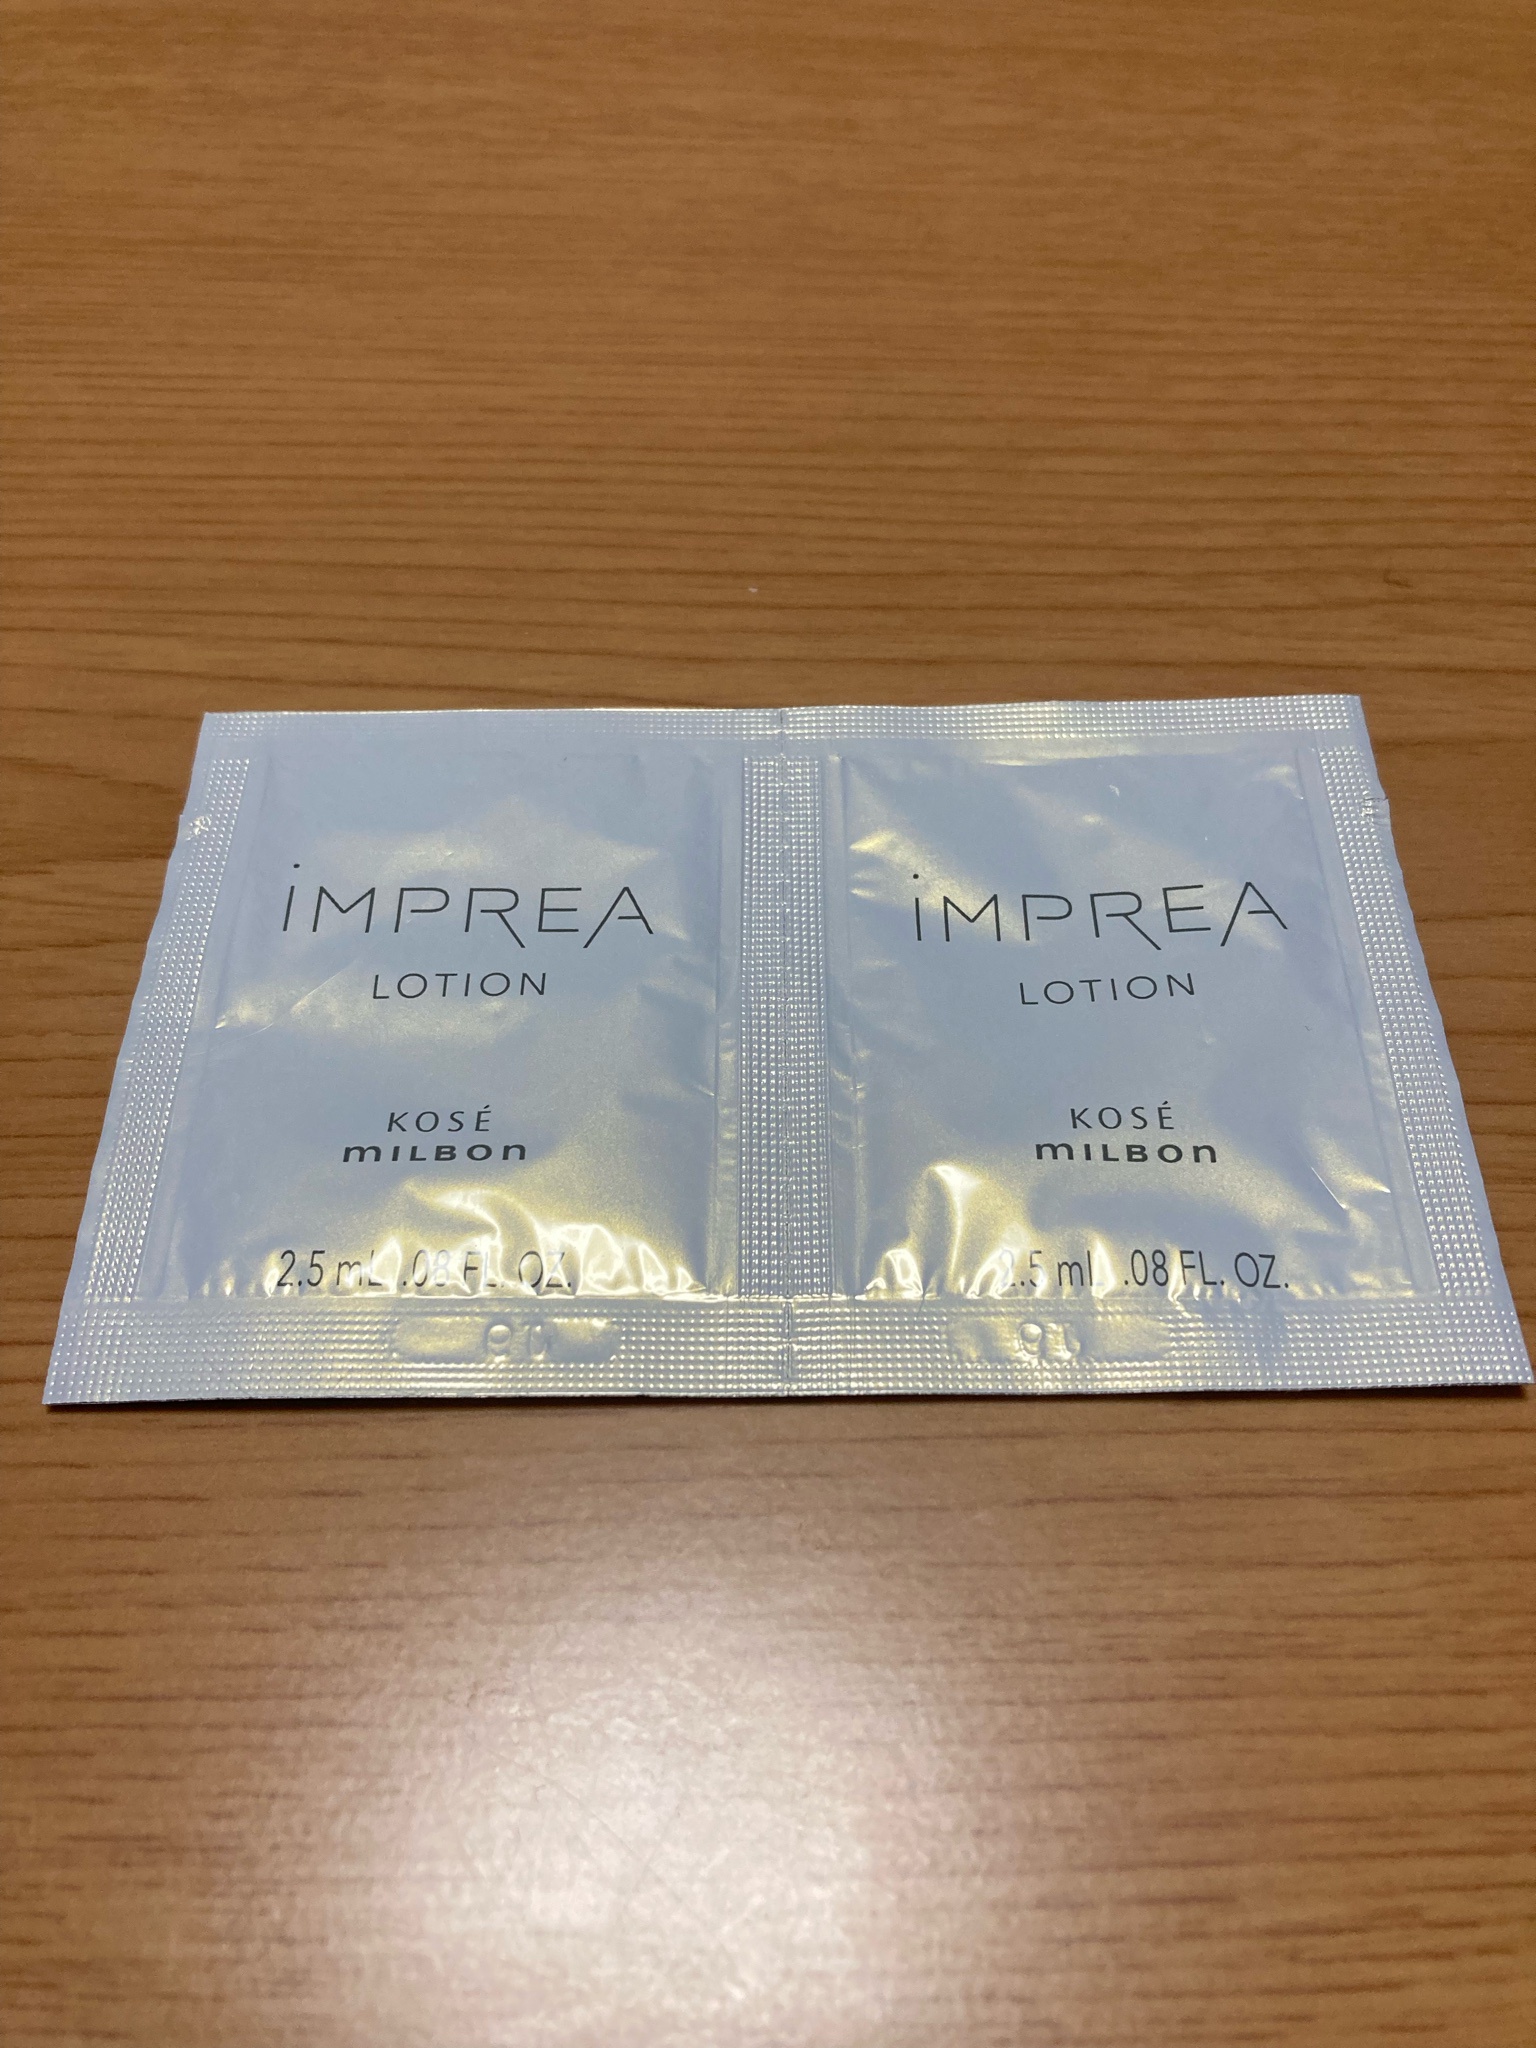 iMPREA
LOTION
KOSÉ
mILBOn
2.5 mL .08 FL. OZ.
iMPREA
LOTION
KOSÉ
mILBOn
2.5 mL .08 FL. OZ.